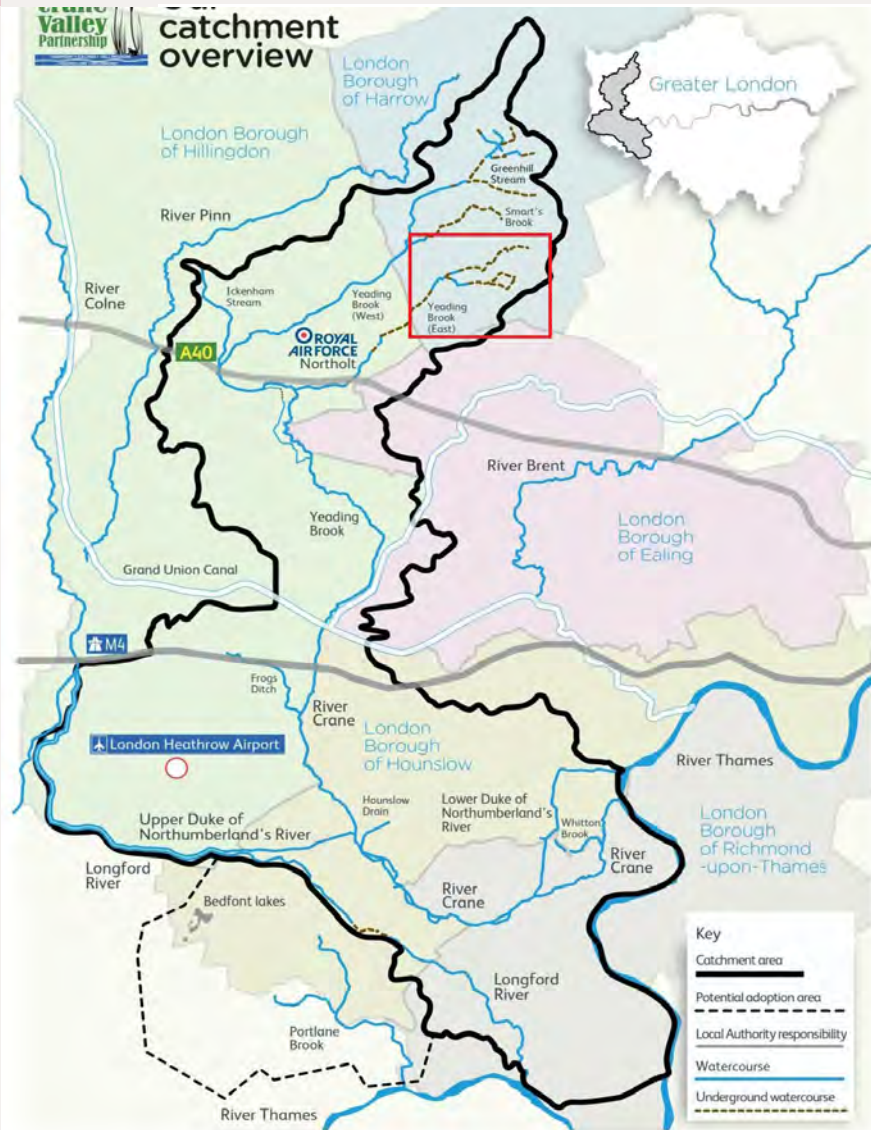 Crane
Valley
Partnership
Our
catchment
overview
London
Borough
of Harrow
Greater London
London Borough
of Hillingdon
Greenhill
Stream
River Pinn
Smart's
Brook
River
Colne
Ickenham
Stream
Yeading
Brook
(West)
Yeading
Brook
(East)
ROYAL
AIR FORCE
Northolt
A40
River Brent
Yeading
Brook
London
Borough
of Ealing
Grand Union Canal
M4
Frogs
Ditch
River
Crane
London
Borough
of Hounslow
London Heathrow Airport
River Thames
Hounslow
Drain
Lower Duke of
Northumberland's
River
Upper Duke of
Northumberland's River
Whitton
Brook
London
Borough
of Richmond
-upon-Thames
Longford
River
River
Crane
River
Crane
Bedfont lakes
Longford
River
Portlane
Brook
River Thames
Key
Catchment area
Potential adoption area
Local Authority responsibility
Watercourse
Underground watercourse